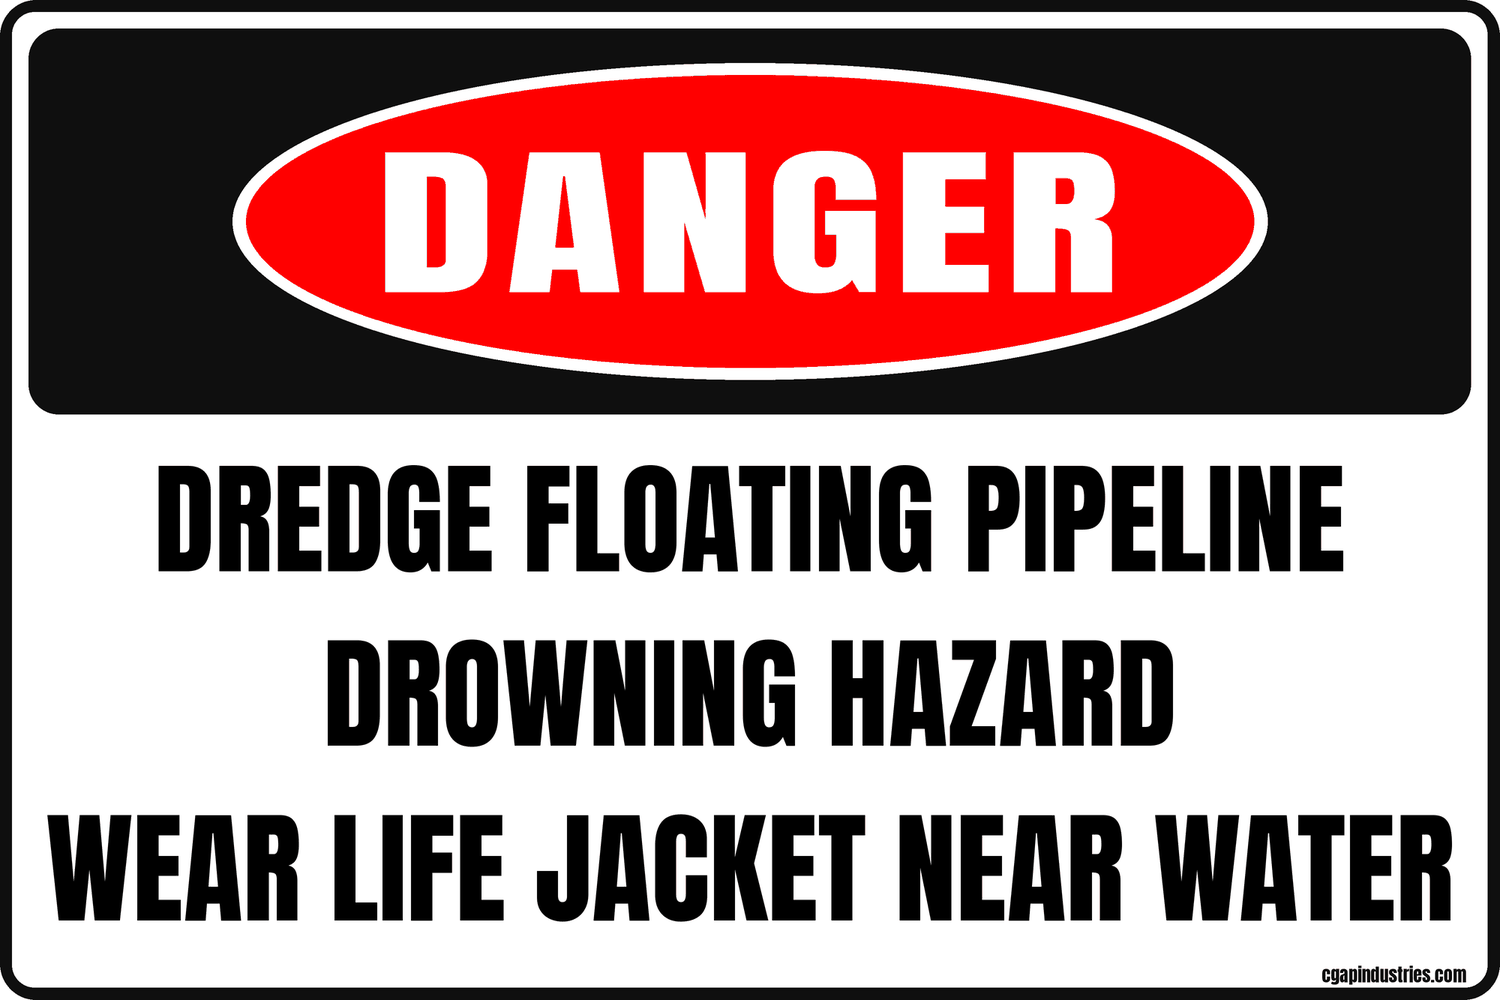 DANGER
DREDGE FLOATING PIPELINE
DROWNING HAZARD
WEAR LIFE JACKET NEAR WATER
cgapindustries.com